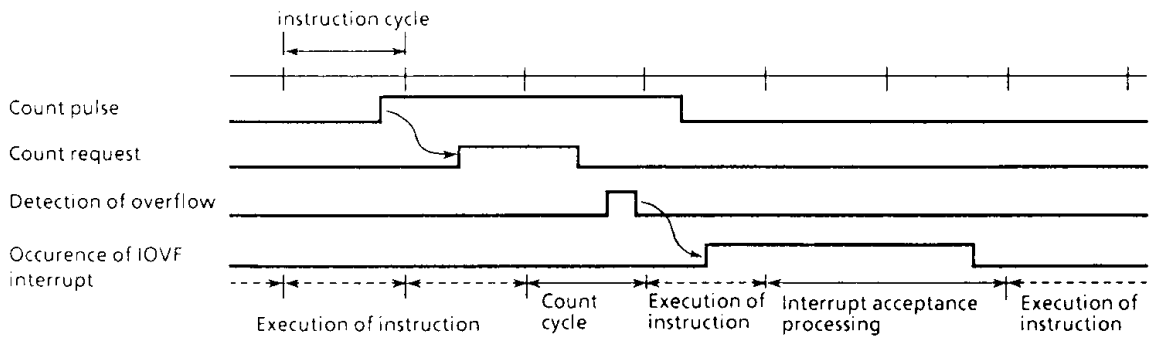 instruction cycle
Count pulse
Count request
Detection of overflow
Occurence of IOVF
interrupt
Execution of instruction
Count
cycle
Execution of
instruction
Interrupt acceptance
processing
Execution of
instruction